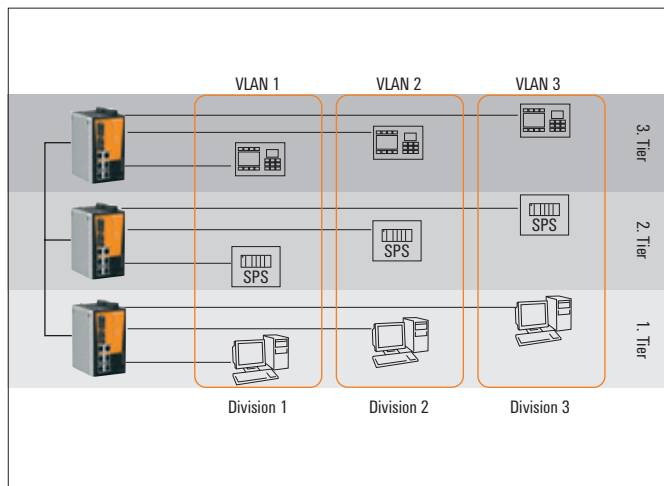 VLAN 1 VLAN 2 VLAN 3
3. Tier
SPS
SPS
SPS
2. Tier
1. Tier
Division 1 Division 2 Division 3